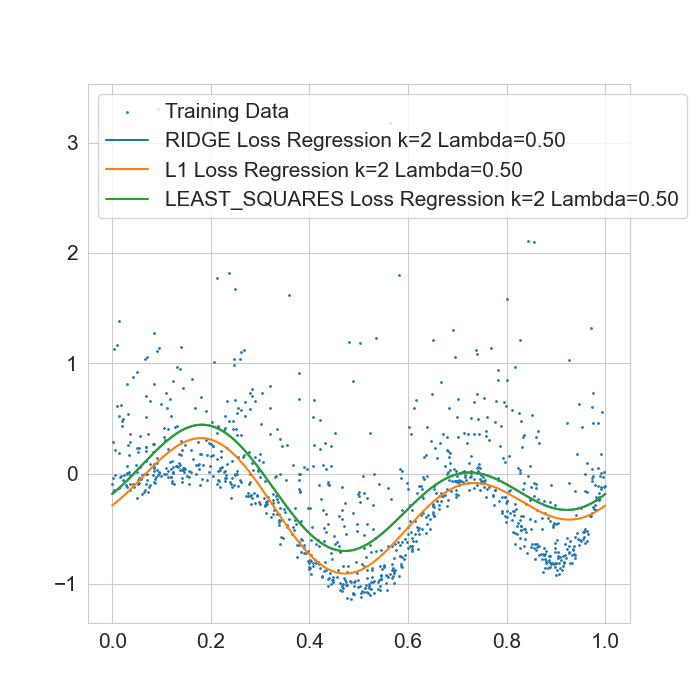 Training Data
RIDGE Loss Regression k=2 Lambda=0.50
L1 Loss Regression k=2 Lambda=0.50
LEAST_SQUARES Loss Regression k=2 Lambda=0.50
3
2
1
0
−1
0.0 0.2 0.4 0.6 0.8 1.0